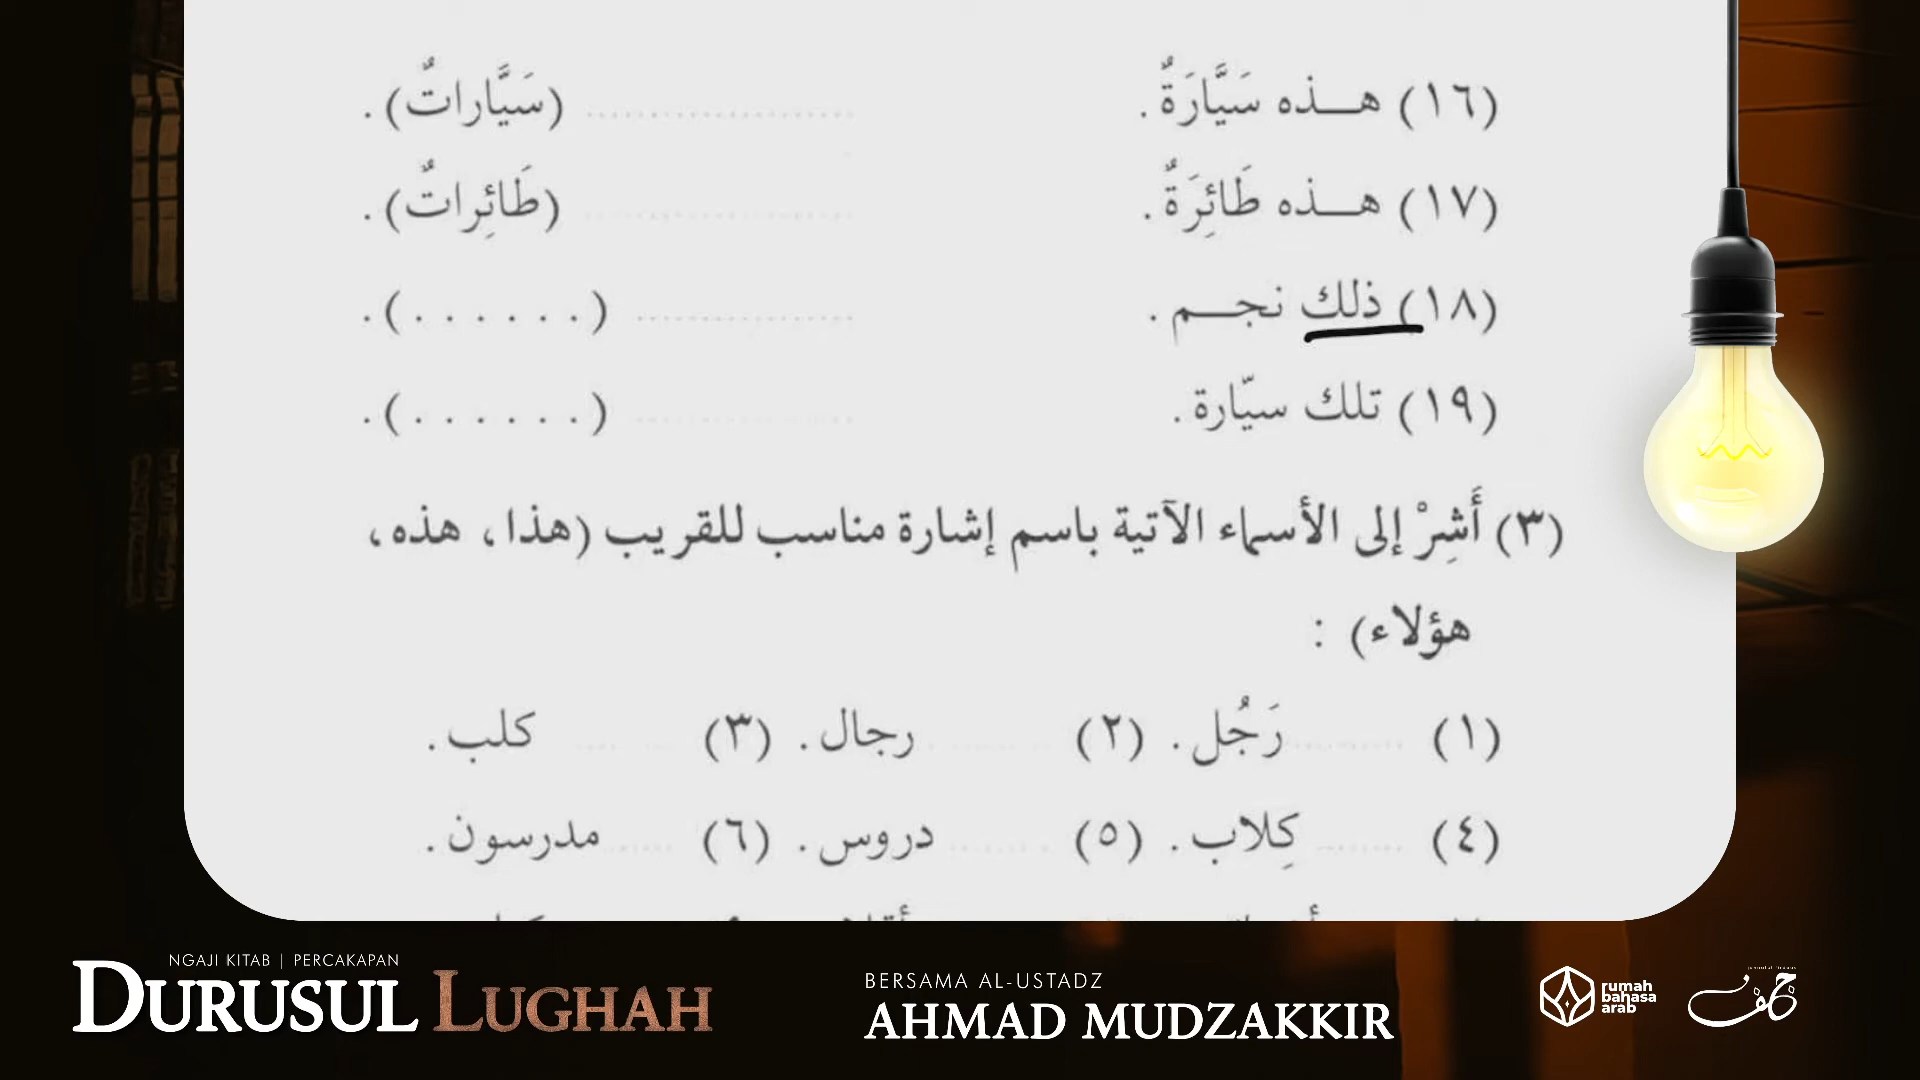 (١٦) هـــذه سَيَّارَةٌ. .................... (سَيَّاراتٌ).
(١٧) هـــذه طَائِرَةٌ. .................... (طَائِراتٌ).
(١٨) ذلك نجـــم. .................... (. . . . . .).
(١٩) تلك سيّارة. .................... (. . . . . .).
(٣) أَشِرْ إلى الأسماء الآتية باسم إشارة مناسب للقريب (هذا، هذه،
هؤلاء) :
(١) .......... رَجُل. (٢) .......... رجال. (٣) .......... كلب.
(٤) .......... كِلاب. (٥) .......... دروس. (٦) .......... مدرسون.
NGAJI KITAB | PERCAKAPAN
DURUSUL LUGHAH
BERSAMA AL-USTADZ
AHMAD MUDZAKKIR
rumah
bahasa
arab